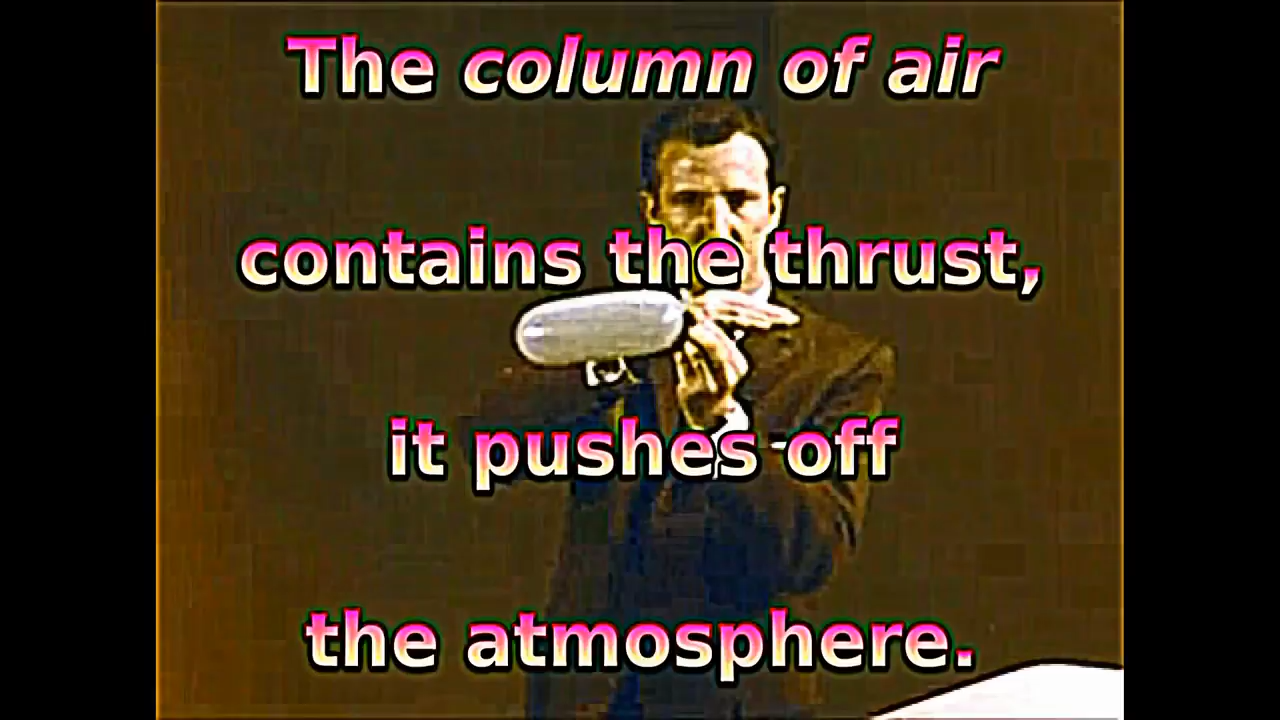 The column of air
contains the thrust,
it pushes off
the atmosphere.